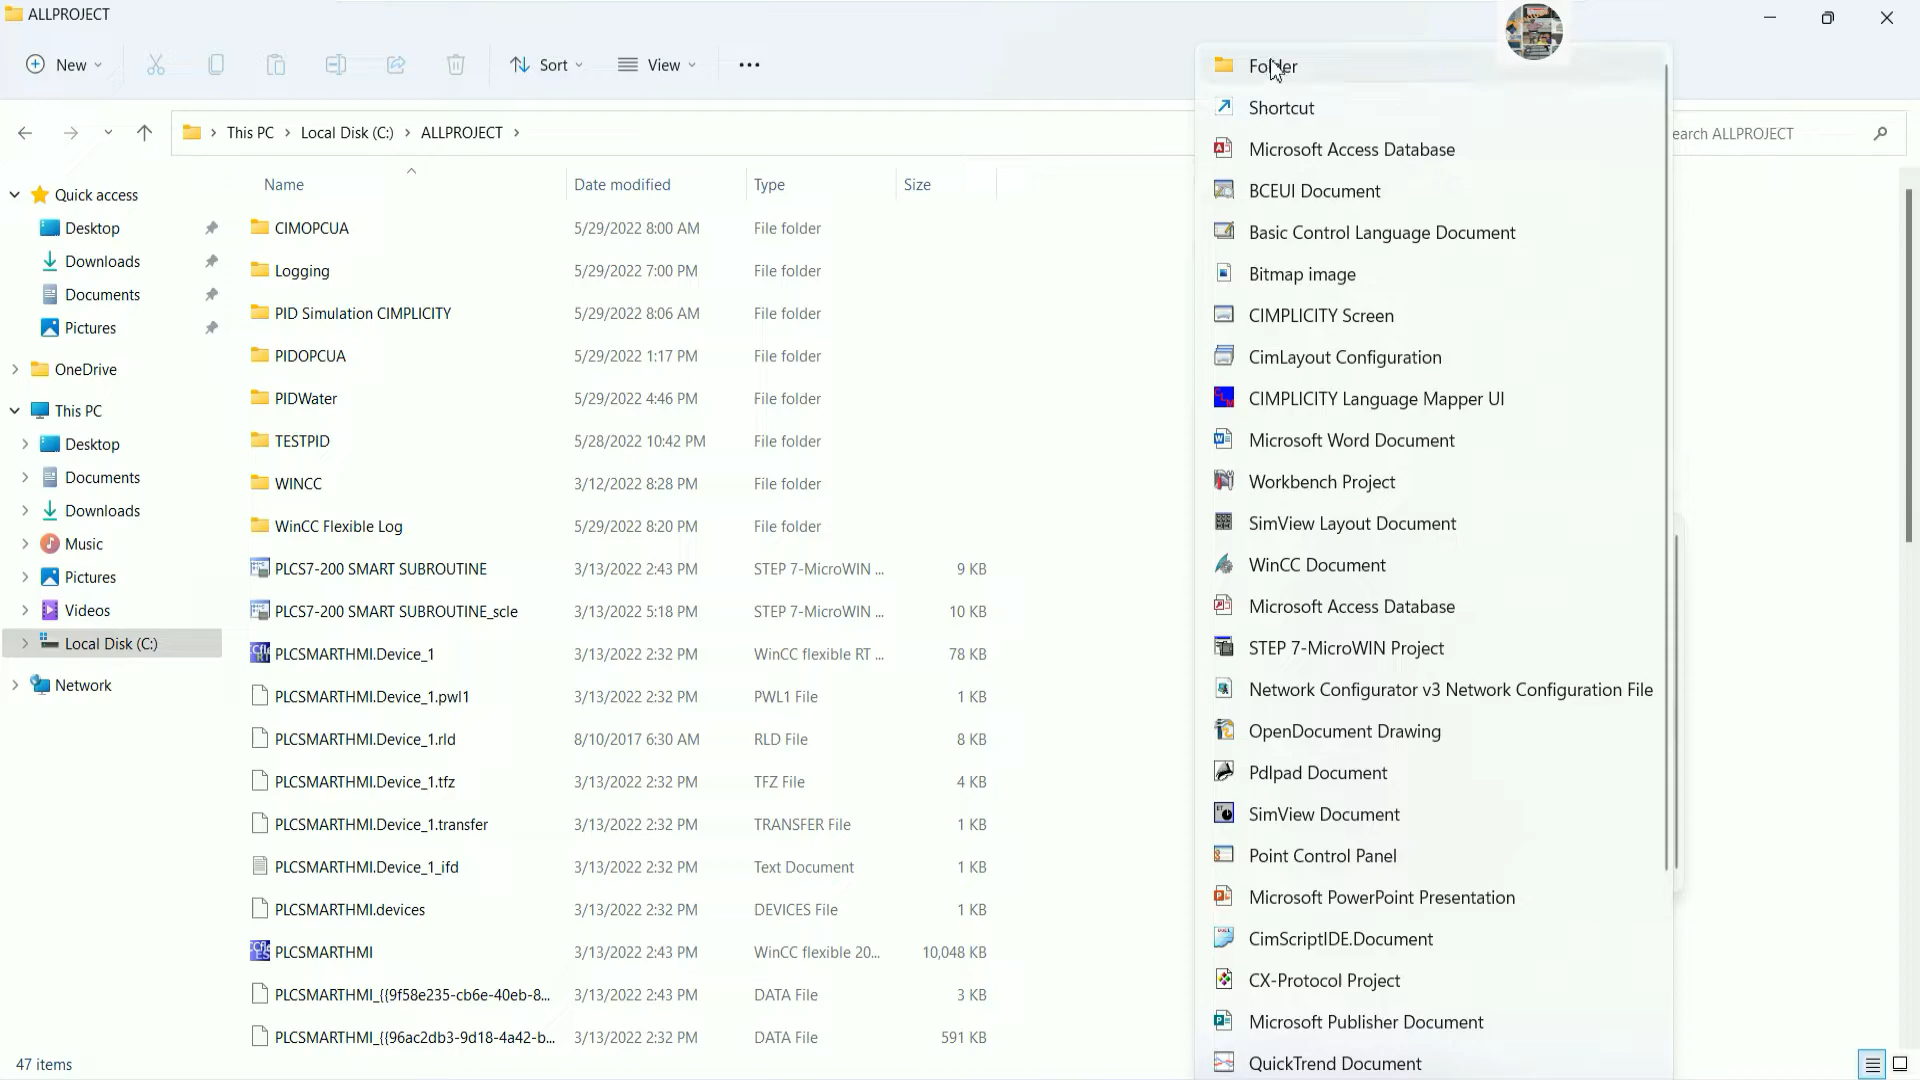 ALLPROJECT
New
Sort
View
This PC
Local Disk (C:)
ALLPROJECT
earch ALLPROJECT
Quick access
Desktop
Downloads
Documents
Pictures
OneDrive
This PC
Desktop
Documents
Downloads
Music
Pictures
Videos
Local Disk (C:)
Network
Name Date modified Type Size
CIMOPCUA 5/29/2022 8:00 AM File folder
Logging 5/29/2022 7:00 PM File folder
PID Simulation CIMPLICITY 5/29/2022 8:06 AM File folder
PIDOPCUA 5/29/2022 1:17 PM File folder
PIDWater 5/29/2022 4:46 PM File folder
TESTPID 5/28/2022 10:42 PM File folder
WINCC 3/12/2022 8:28 PM File folder
WinCC Flexible Log 5/29/2022 8:20 PM File folder
PLCS7-200 SMART SUBROUTINE 3/13/2022 2:43 PM STEP 7-MicroWIN ... 9 KB
PLCS7-200 SMART SUBROUTINE_scle 3/13/2022 5:18 PM STEP 7-MicroWIN ... 10 KB
PLCSMARTHMI.Device_1 3/13/2022 2:32 PM WinCC flexible RT ... 78 KB
PLCSMARTHMI.Device_1.pwl1 3/13/2022 2:32 PM PWL1 File 1 KB
PLCSMARTHMI.Device_1.rld 8/10/2017 6:30 AM RLD File 8 KB
PLCSMARTHMI.Device_1.tfz 3/13/2022 2:32 PM TFZ File 4 KB
PLCSMARTHMI.Device_1.transfer 3/13/2022 2:32 PM TRANSFER File 1 KB
PLCSMARTHMI.Device_1_ifd 3/13/2022 2:32 PM Text Document 1 KB
PLCSMARTHMI.devices 3/13/2022 2:32 PM DEVICES File 1 KB
PLCSMARTHMI 3/13/2022 2:43 PM WinCC flexible 20... 10,048 KB
PLCSMARTHMI_{{9f58e235-cb6e-40eb-8... 3/13/2022 2:43 PM DATA File 3 KB
PLCSMARTHMI_{{96ac2db3-9d18-4a42-b... 3/13/2022 2:32 PM DATA File 591 KB
47 items
Folder
Shortcut
Microsoft Access Database
BCEUI Document
Basic Control Language Document
Bitmap image
CIMPLICITY Screen
CimLayout Configuration
CIMPLICITY Language Mapper UI
Microsoft Word Document
Workbench Project
SimView Layout Document
WinCC Document
Microsoft Access Database
STEP 7-MicroWIN Project
Network Configurator v3 Network Configuration File
OpenDocument Drawing
Pdlpad Document
SimView Document
Point Control Panel
Microsoft PowerPoint Presentation
CimScriptIDE.Document
CX-Protocol Project
Microsoft Publisher Document
QuickTrend Document